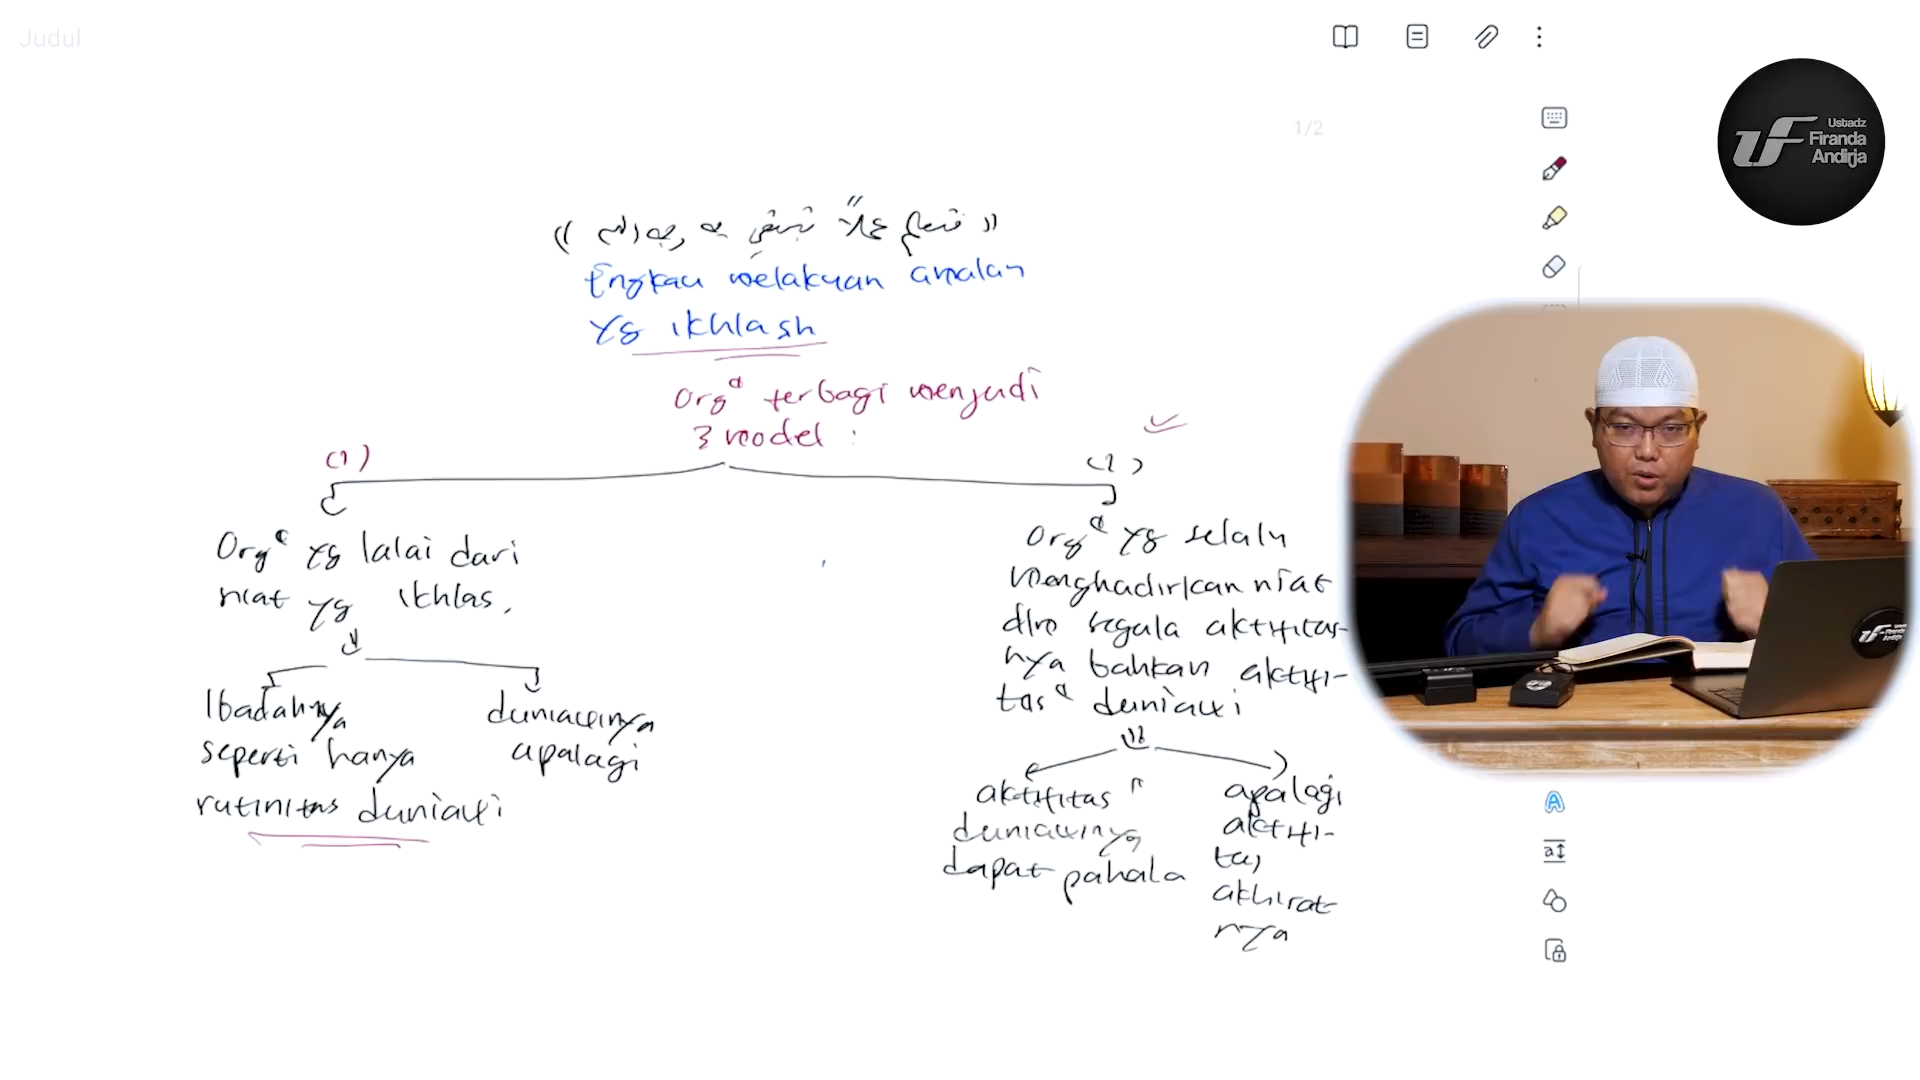 Judul
1/2
Ustadz
Firanda
Andirja
« فتعمل عملاً تبتغي به وجه الله »
Engkau melakukan amalan
yg ikhlash
Org² terbagi menjadi
3 model :
(1)
(2)
Org² yg lalai dari
niat yg ikhlas,
Ibadahnya
seperti hanya
rutinitas duniawi
duniawinya
apalagi
Org² yg selalu
menghadirkan niat
dlm segala aktifitas-
nya bahkan aktifi-
tas² duniawi
aktifitas"
duniawinya
dapat pahala
apalagi
aktifi-
tas
akhirat
nya